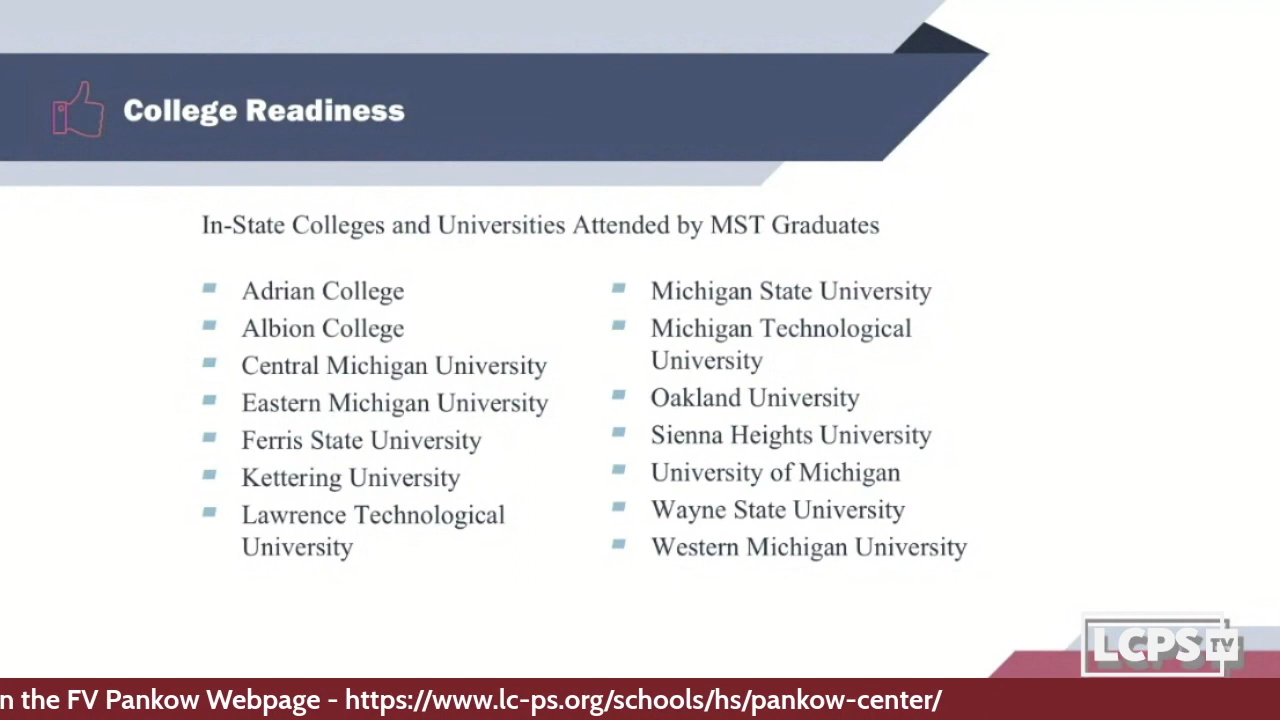 College Readiness
In-State Colleges and Universities Attended by MST Graduates
Adrian College
Albion College
Central Michigan University
Eastern Michigan University
Ferris State University
Kettering University
Lawrence Technological
University
Michigan State University
Michigan Technological
University
Oakland University
Sienna Heights University
University of Michigan
Wayne State University
Western Michigan University
LCPS TV
n the FV Pankow Webpage - https://www.lc-ps.org/schools/hs/pankow-center/